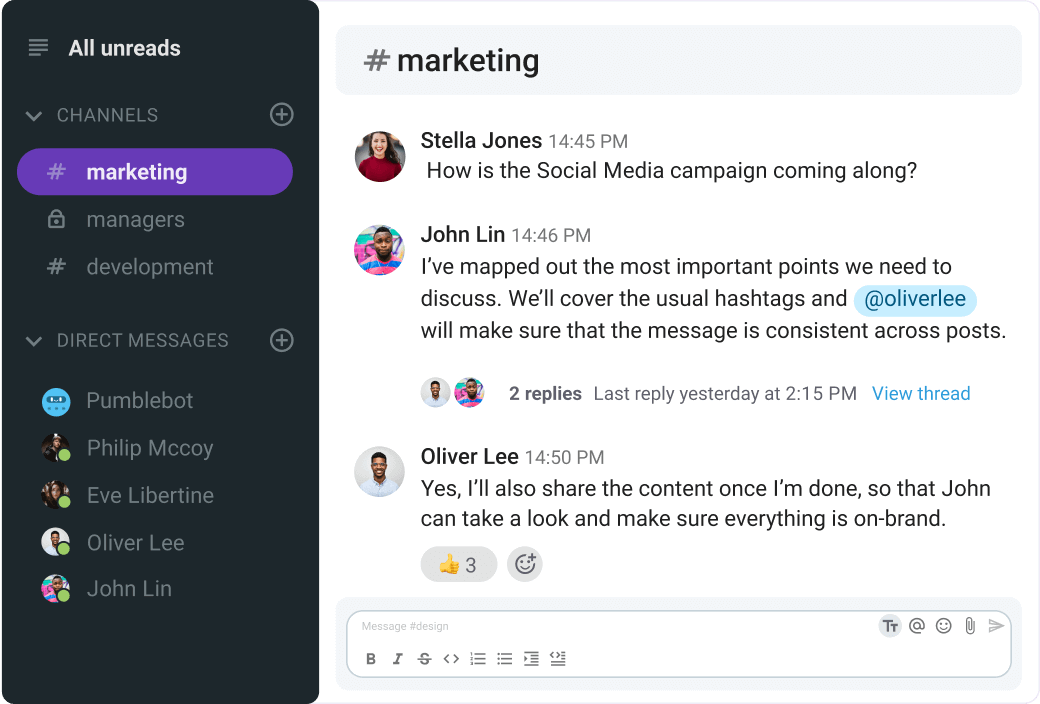 All unreads
CHANNELS
# marketing
managers
# development
DIRECT MESSAGES
Pumblebot
Philip Mccoy
Eve Libertine
Oliver Lee
John Lin
# marketing
Stella Jones 14:45 PM
How is the Social Media campaign coming along?
John Lin 14:46 PM
I’ve mapped out the most important points we need to
discuss. We’ll cover the usual hashtags and @oliverlee
will make sure that the message is consistent across posts.
2 replies Last reply yesterday at 2:15 PM View thread
Oliver Lee 14:50 PM
Yes, I’ll also share the content once I’m done, so that John
can take a look and make sure everything is on-brand.
👍 3
Message #design
Tт @
B I S <>